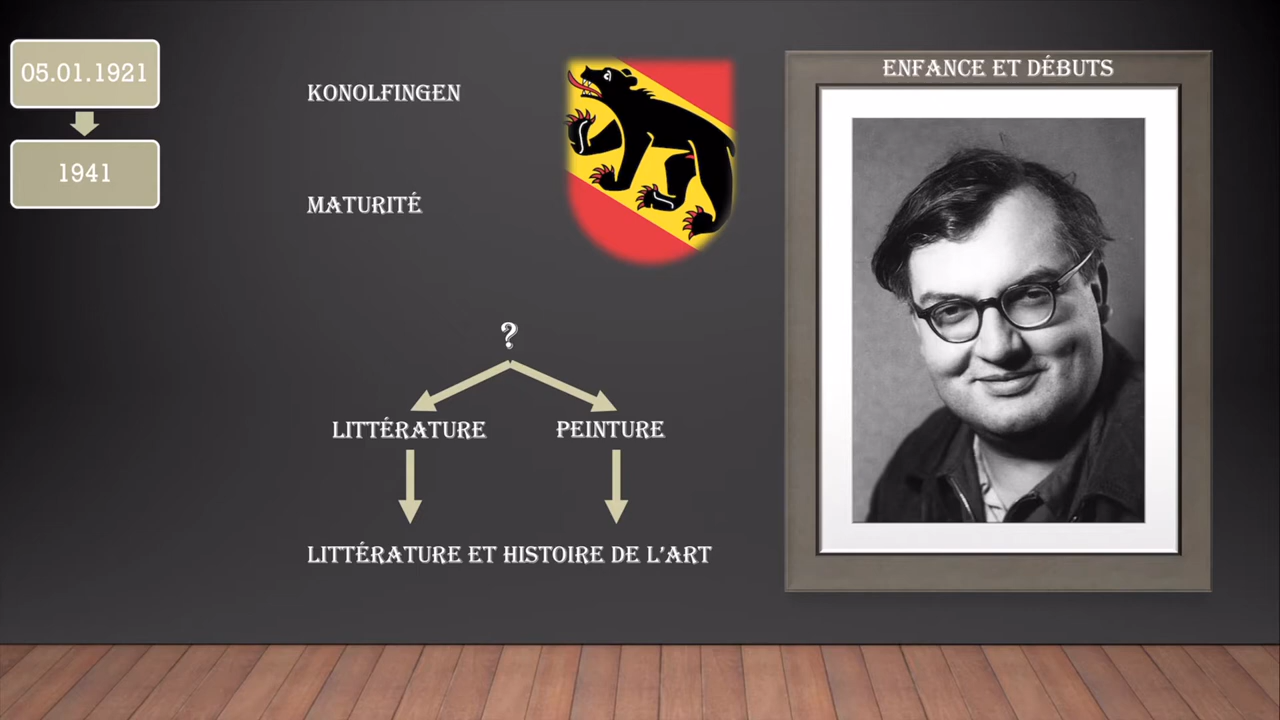 05.01.1921
1941
KONOLFINGEN
MATURITÉ
?
LITTÉRATURE
PEINTURE
LITTÉRATURE ET HISTOIRE DE L'ART
ENFANCE ET DÉBUTS